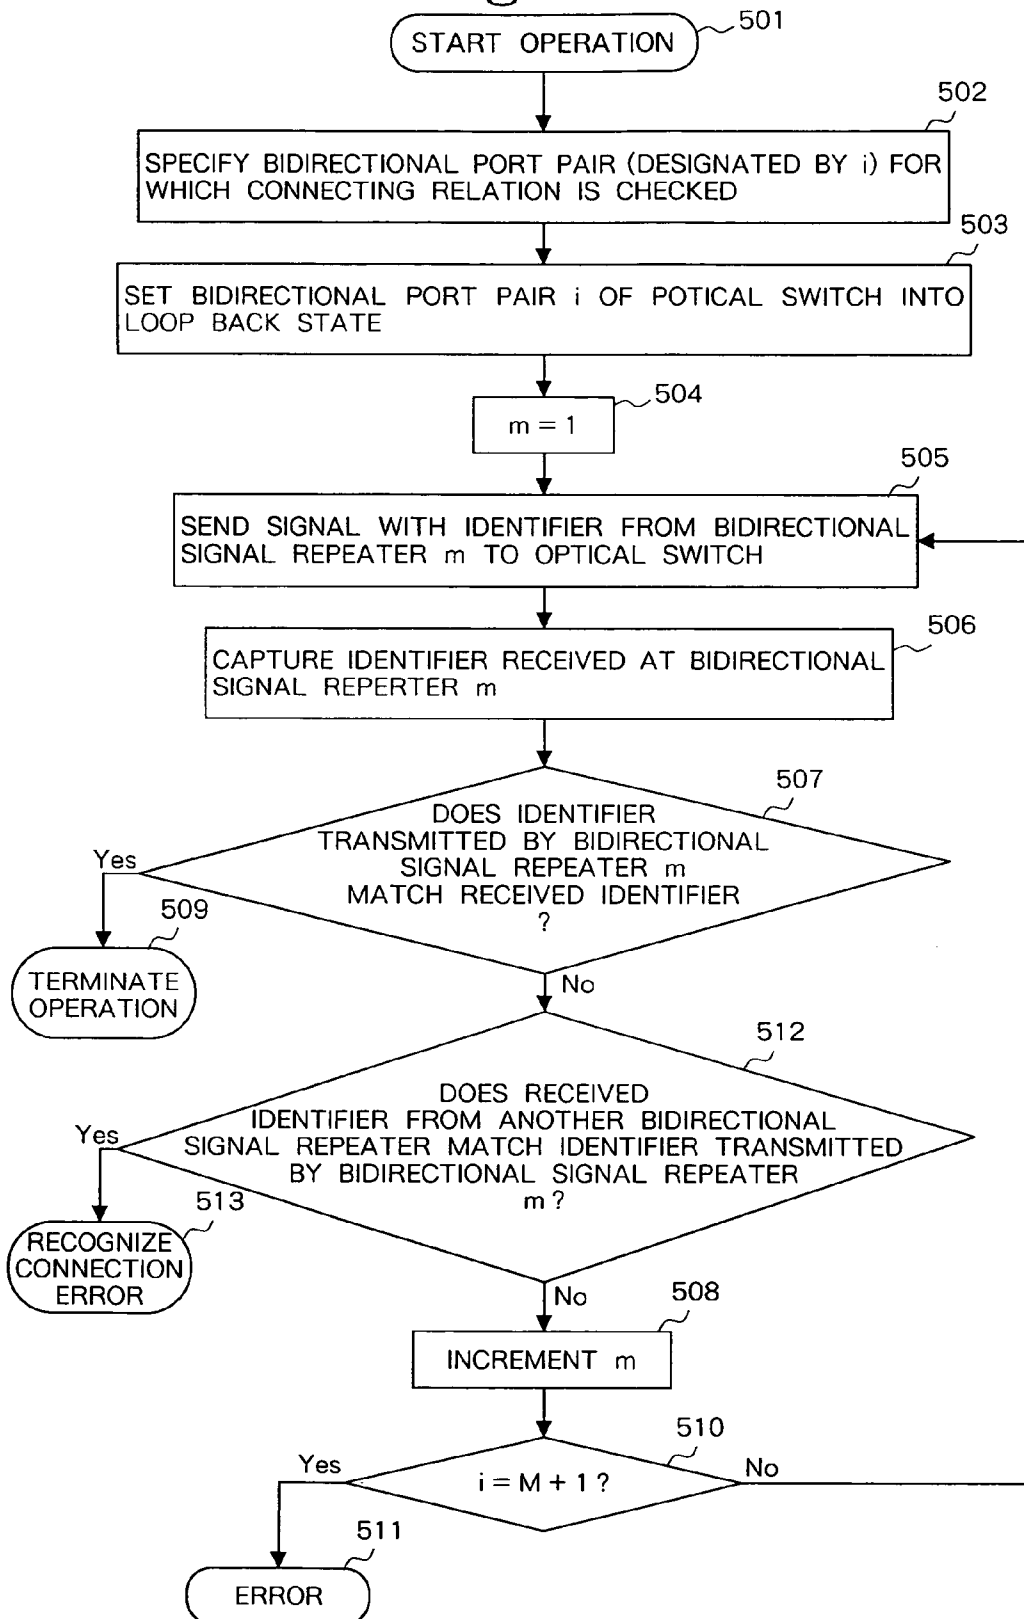 START OPERATION
501
502
SPECIFY BIDIRECTIONAL PORT PAIR (DESIGNATED BY i) FOR
WHICH CONNECTING RELATION IS CHECKED
503
SET BIDIRECTIONAL PORT PAIR i OF POTICAL SWITCH INTO
LOOP BACK STATE
504
m = 1
505
SEND SIGNAL WITH IDENTIFIER FROM BIDIRECTIONAL
SIGNAL REPEATER m TO OPTICAL SWITCH
506
CAPTURE IDENTIFIER RECEIVED AT BIDIRECTIONAL
SIGNAL REPERTER m
507
DOES IDENTIFIER
TRANSMITTED BY BIDIRECTIONAL
SIGNAL REPEATER m
MATCH RECEIVED IDENTIFIER
?
Yes
509
TERMINATE
OPERATION
No
512
DOES RECEIVED
IDENTIFIER FROM ANOTHER BIDIRECTIONAL
SIGNAL REPEATER MATCH IDENTIFIER TRANSMITTED
BY BIDIRECTIONAL SIGNAL REPEATER
m?
Yes
513
RECOGNIZE
CONNECTION
ERROR
No
508
INCREMENT m
510
i = M + 1 ?
Yes
No
511
ERROR